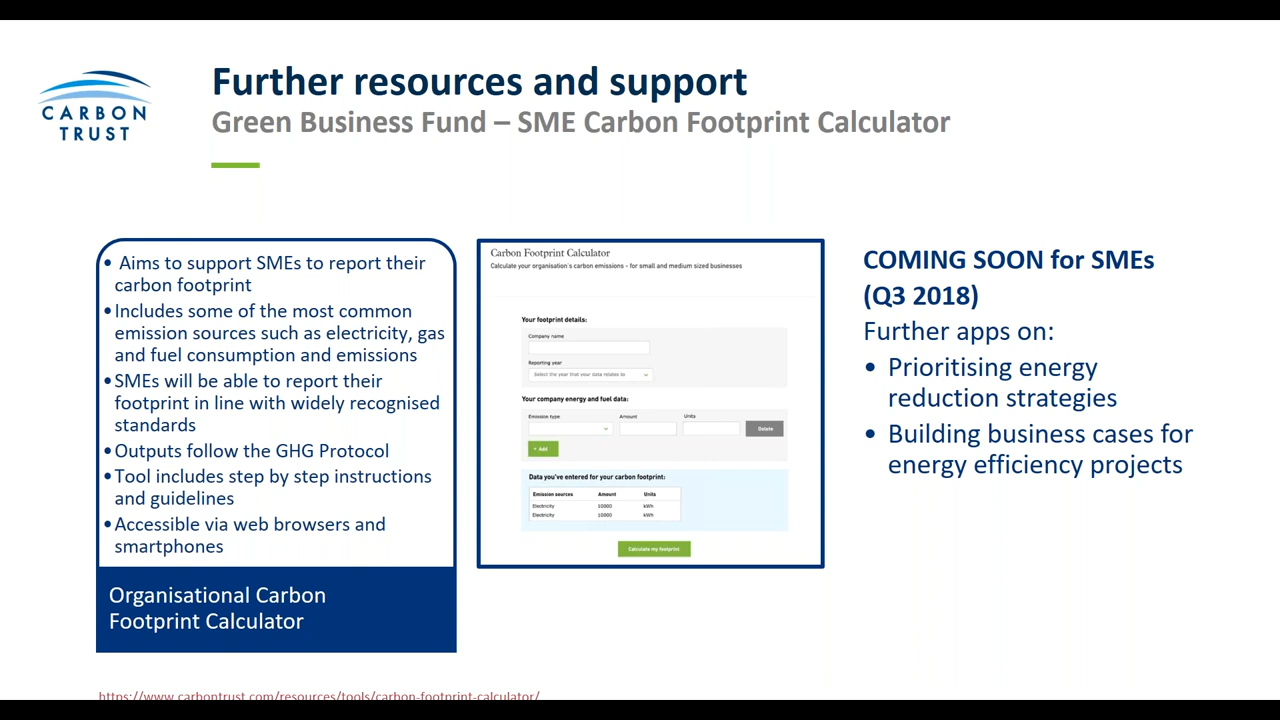 CARBON
TRUST
Further resources and support
Green Business Fund – SME Carbon Footprint Calculator
• Aims to support SMEs to report their
carbon footprint
• Includes some of the most common
emission sources such as electricity, gas
and fuel consumption and emissions
• SMEs will be able to report their
footprint in line with widely recognised
standards
• Outputs follow the GHG Protocol
• Tool includes step by step instructions
and guidelines
• Accessible via web browsers and
smartphones
Organisational Carbon
Footprint Calculator
Carbon Footprint Calculator
Calculate your organisation's carbon emissions - for small and medium sized businesses
Your footprint details:
Company name
Reporting year
Select the year that your data relates to
Your company energy and fuel data:
Emission type Amount Units
Delete
+ Add
Data you've entered for your carbon footprint:
Emission sources Amount Units
Electricity 10000 kWh
Electricity 10000 kWh
Calculate my footprint
COMING SOON for SMEs
(Q3 2018)
Further apps on:
• Prioritising energy
reduction strategies
• Building business cases for
energy efficiency projects
https://www.carbontrust.com/resources/tools/carbon-footprint-calculator/